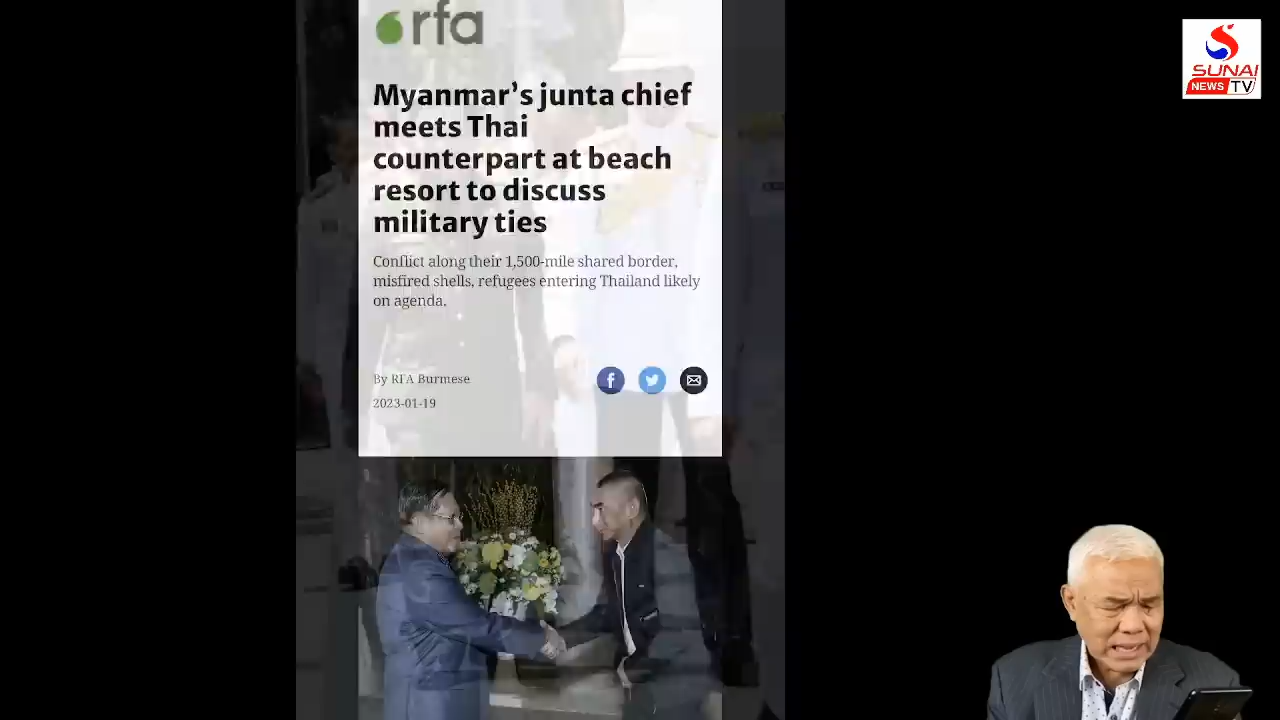 rfa
Myanmar's junta chief
meets Thai
counterpart at beach
resort to discuss
military ties
Conflict along their 1,500-mile shared border,
misfired shells, refugees entering Thailand likely
on agenda.
By RFA Burmese
2023-01-19
SUNAI
NEWS TV